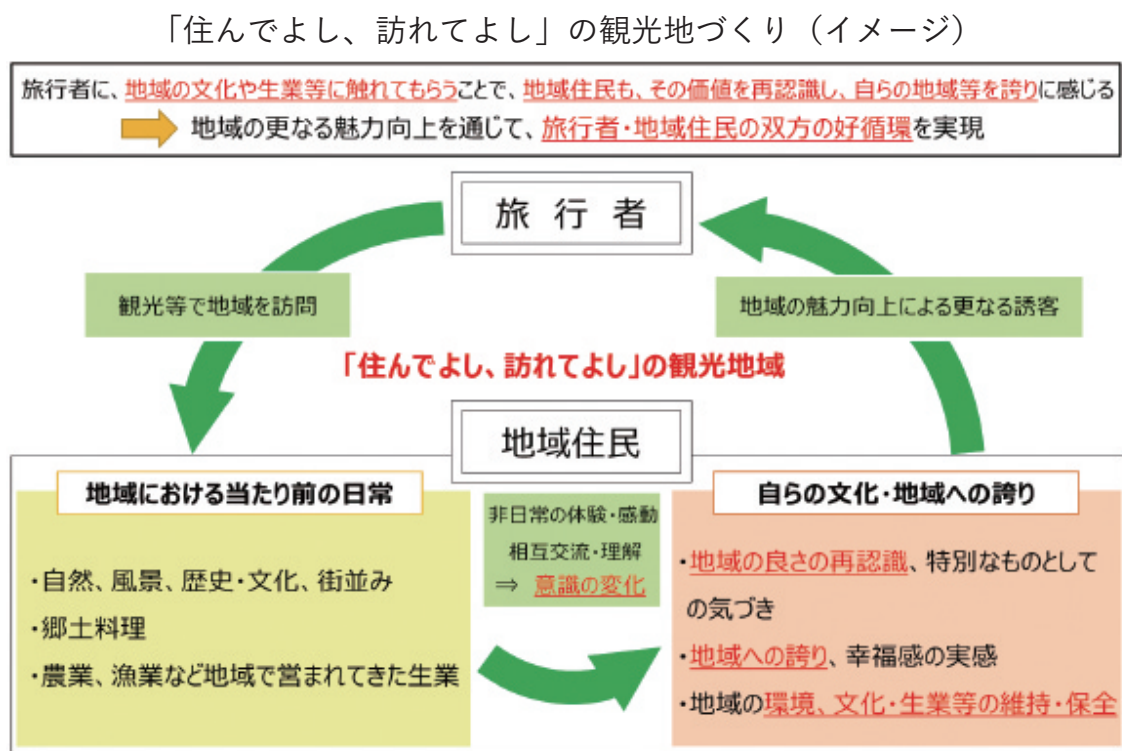 「住んでよし、訪れてよし」の観光地づくり（イメージ）
旅行者に、地域の文化や生業等に触れてもらうことで、地域住民も、その価値を再認識し、自らの地域等を誇りに感じる
地域の更なる魅力向上を通じて、旅行者・地域住民の双方の好循環を実現
旅行者
観光等で地域を訪問
地域の魅力向上による更なる誘客
「住んでよし、訪れてよし」の観光地域
地域住民
地域における当たり前の日常
・自然、風景、歴史・文化、街並み
・郷土料理
・農業、漁業など地域で営まれてきた生業
非日常の体験・感動
相互交流・理解
⇒ 意識の変化
自らの文化・地域への誇り
・地域の良さの再認識、特別なものとして
の気づき
・地域への誇り、幸福感の実感
・地域の環境、文化・生業等の維持・保全